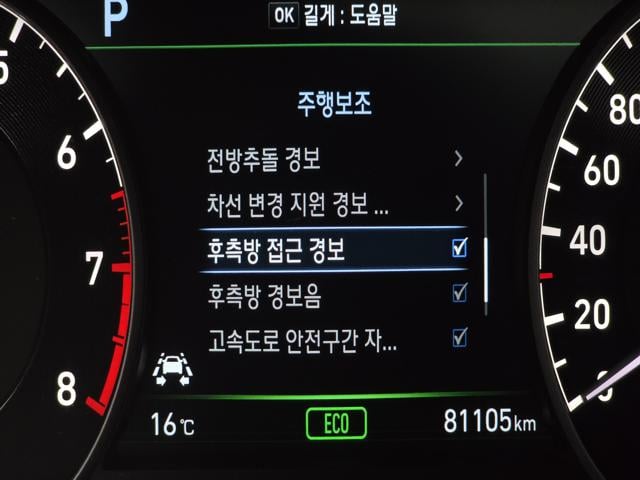 P
OK 길게 : 도움말
주행보조
전방추돌 경보
차선 변경 지원 경보 ...
후측방 접근 경보
후측방 경보음
고속도로 안전구간 자...
16℃
ECO
81105km
5
6
7
8
80
60
40
20